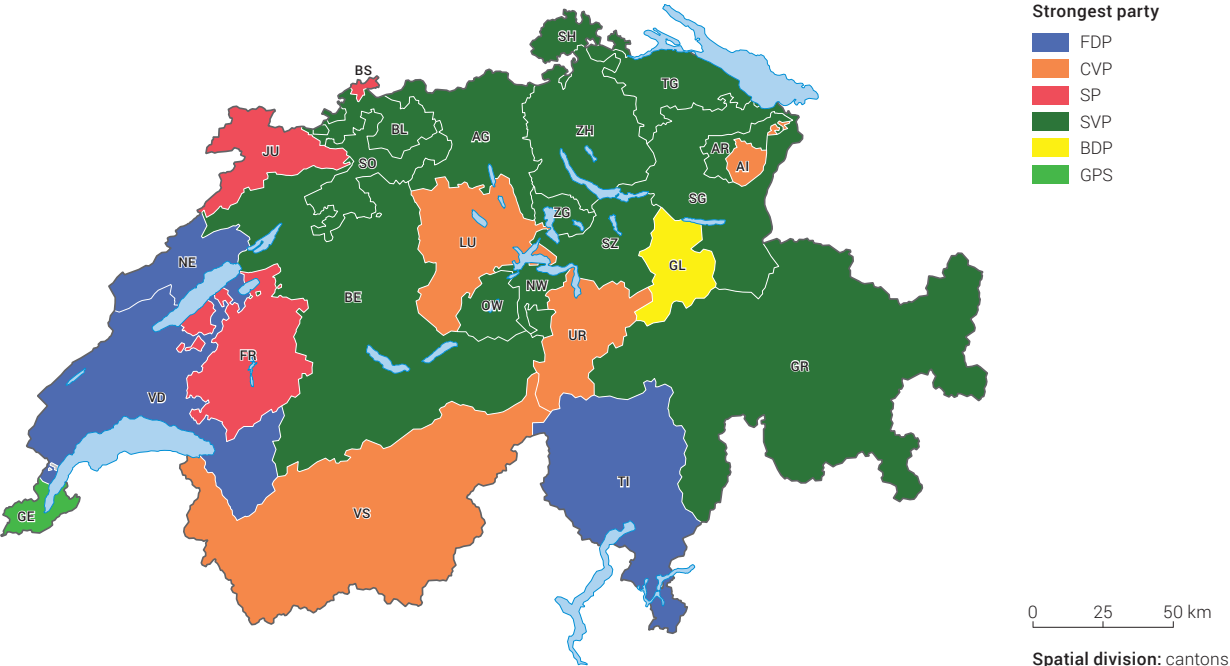 Strongest party
FDP
CVP
SP
SVP
BDP
GPS
SH
BS
TG
BL
AG
ZH
JU
SO
AR
AI
SG
ZG
LU
SZ
NE
GL
NW
BE
OW
UR
FR
GR
VD
TI
VS
GE
0 25 50 km
Spatial division: cantons